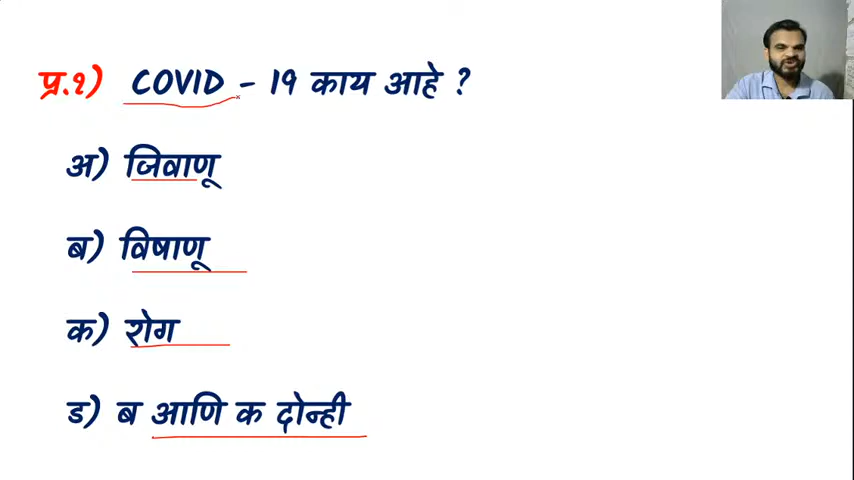 प्र.१) COVID - 19 काय आहे ?
अ) जिवाणू
ब) विषाणू
क) रोग
ड) ब आणि क दोन्ही